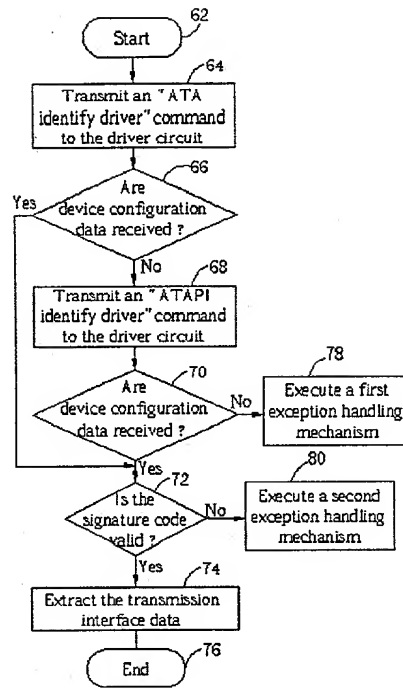 62
Start
64
Transmit an "ATA
identify driver" command
to the driver circuit
66
Are
device configuration
data received ?
Yes
No
68
Transmit an "ATAPI
identify driver" command
to the driver circuit
70
Are
device configuration
data received ?
No
78
Execute a first
exception handling
mechanism
Yes
72
Is the
signature code
valid ?
No
80
Execute a second
exception handling
mechanism
Yes
74
Extract the transmission
interface data
End
76